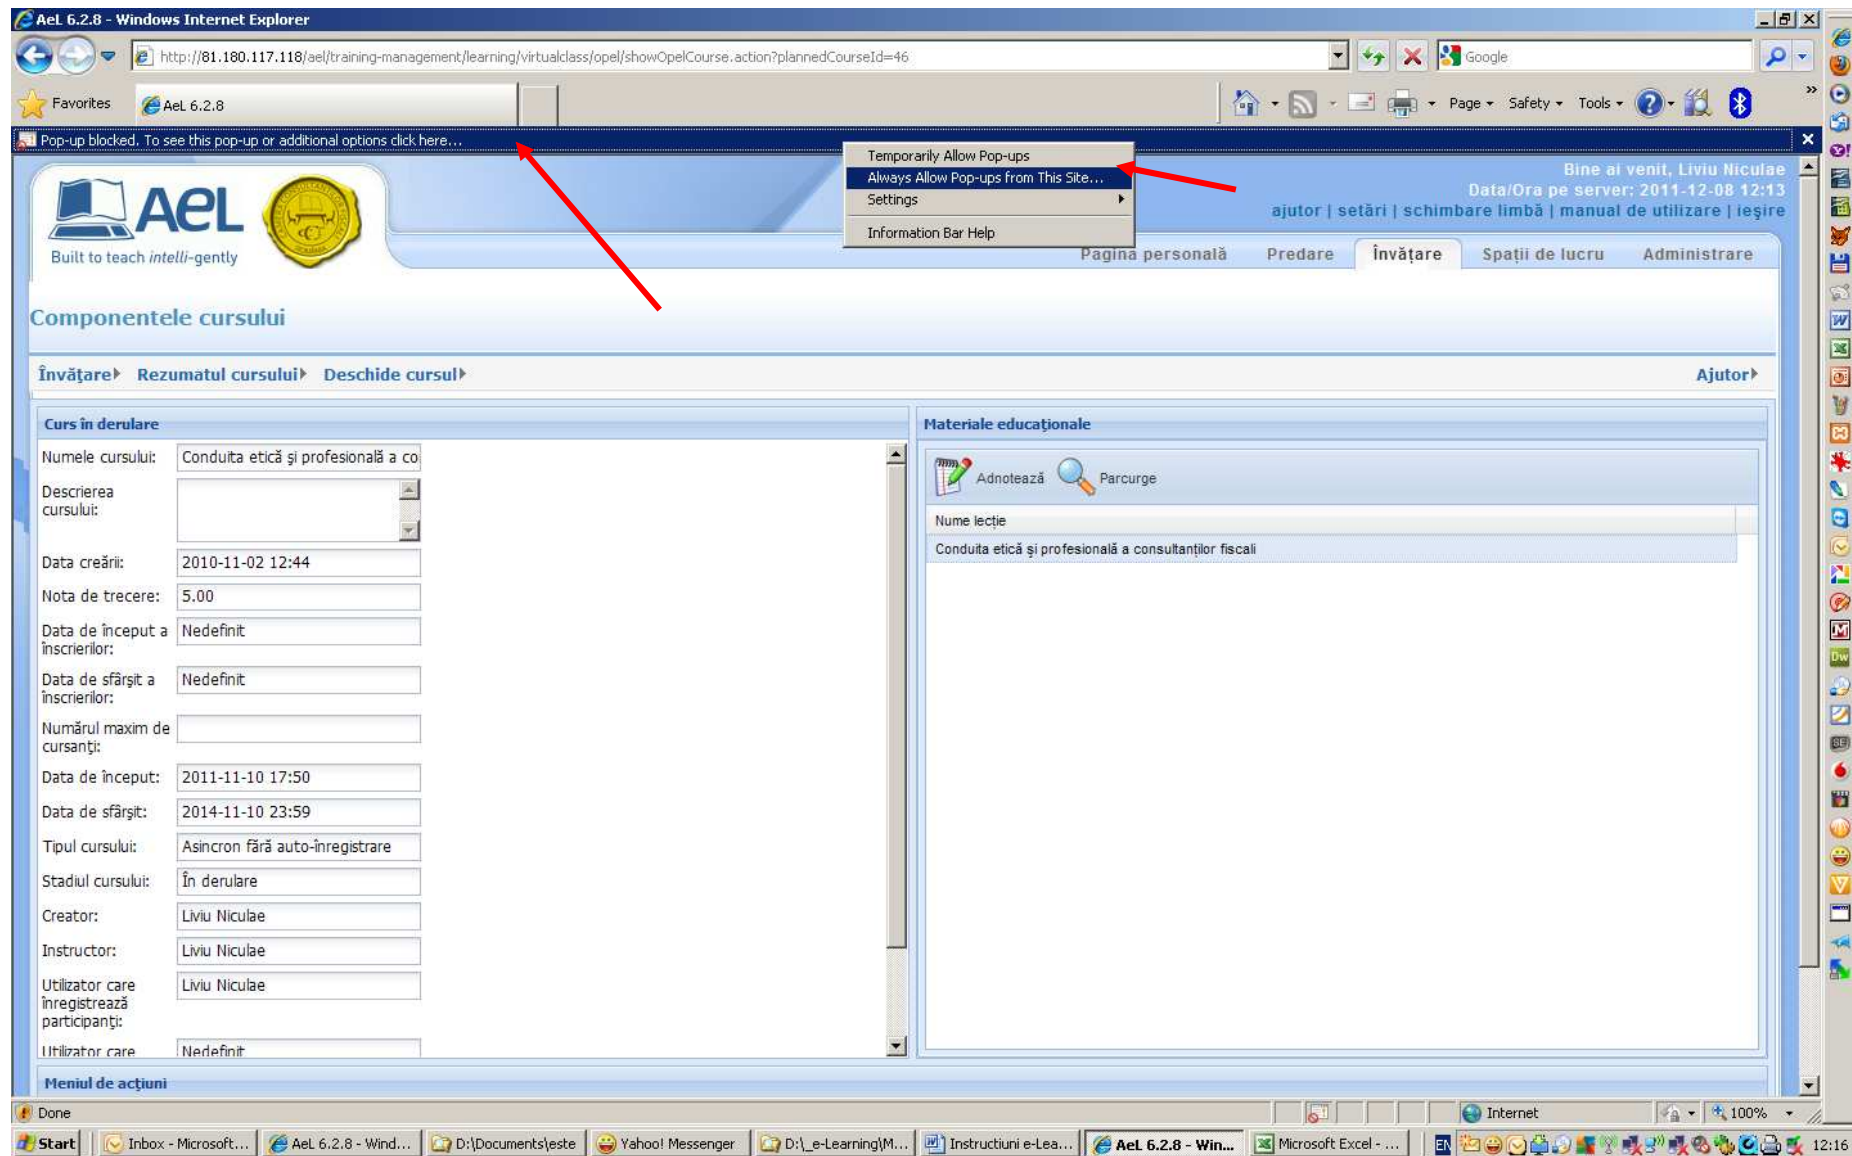 AeL 6.2.8 - Windows Internet Explorer
http://81.180.117.118/ael/training-management/learning/virtualclass/opel/showOpelCourse.action?plannedCourseId=46
Google
Favorites
AeL 6.2.8
Page
Safety
Tools
Pop-up blocked. To see this pop-up or additional options click here...
Temporarily Allow Pop-ups
Always Allow Pop-ups from This Site...
Settings
Information Bar Help
Bine ai venit, Liviu Niculae
Data/Ora pe server: 2011-12-08 12:13
ajutor | setări | schimbare limbă | manual de utilizare | ieşire
AeL
Built to teach intelli-gently
Pagina personală
Predare
Învăţare
Spaţii de lucru
Administrare
Componentele cursului
Învăţare
Rezumatul cursului
Deschide cursul
Ajutor
Curs în derulare
Numele cursului: Conduita etică şi profesională a co
Descrierea
cursului:
Data creării: 2010-11-02 12:44
Nota de trecere: 5.00
Data de început a Nedefinit
înscrierilor:
Data de sfârşit a Nedefinit
înscrierilor:
Numărul maxim de
cursanţi:
Data de început: 2011-11-10 17:50
Data de sfârşit: 2014-11-10 23:59
Tipul cursului: Asincron fără auto-înregistrare
Stadiul cursului: În derulare
Creator: Liviu Niculae
Instructor: Liviu Niculae
Utilizator care Liviu Niculae
înregistrează
participanţi:
Utilizator care Nedefinit
Materiale educaţionale
Adnotează
Parcurge
Nume lecţie
Conduita etică şi profesională a consultanţilor fiscali
Meniul de acţiuni
Done
Internet
100%
Start
Inbox - Microsoft...
AeL 6.2.8 - Wind...
D:\Documents\este
Yahoo! Messenger
D:\_e-Learning\M...
Instructiuni e-Lea...
AeL 6.2.8 - Win...
Microsoft Excel - ...
EN
12:16